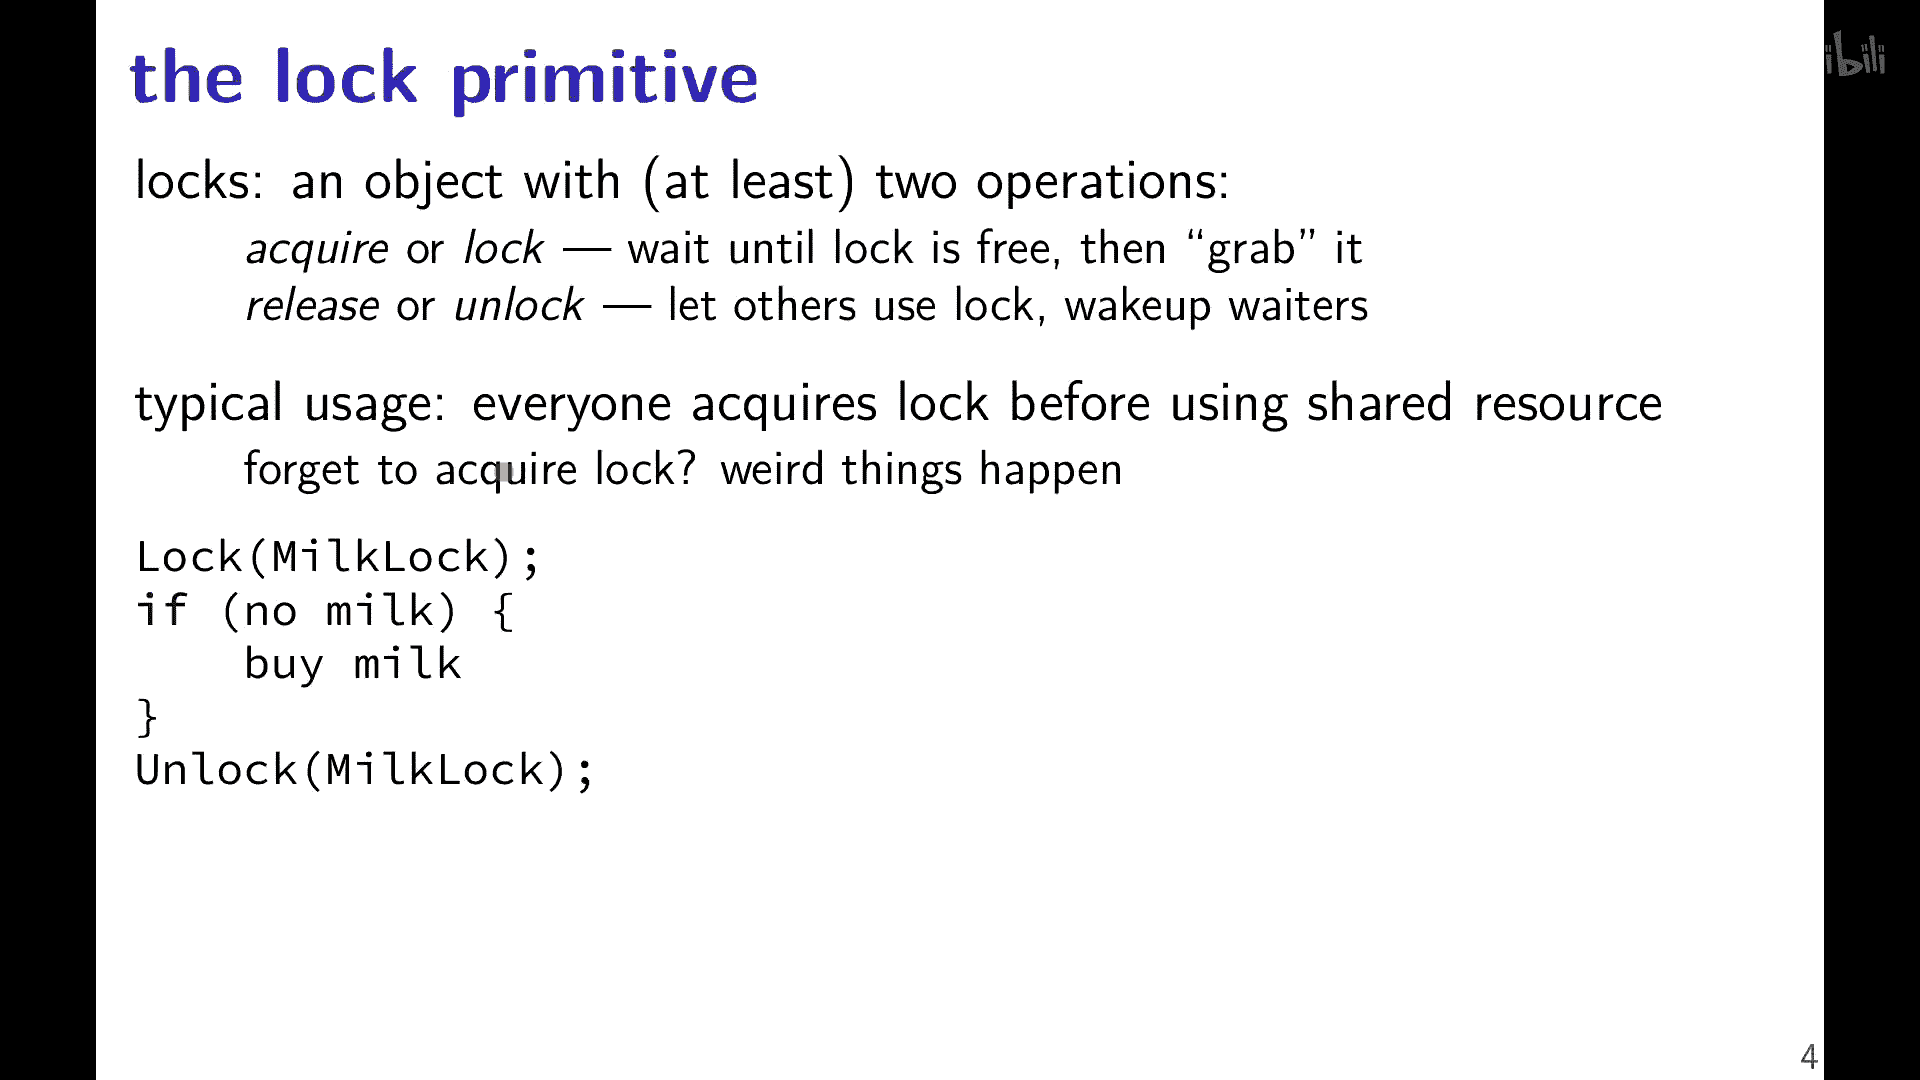 the lock primitive
locks: an object with (at least) two operations:
acquire or lock — wait until lock is free, then “grab” it
release or unlock — let others use lock, wakeup waiters
typical usage: everyone acquires lock before using shared resource
forget to acquire lock? weird things happen
Lock(MilkLock);
if (no milk) {
    buy milk
}
Unlock(MilkLock);
4